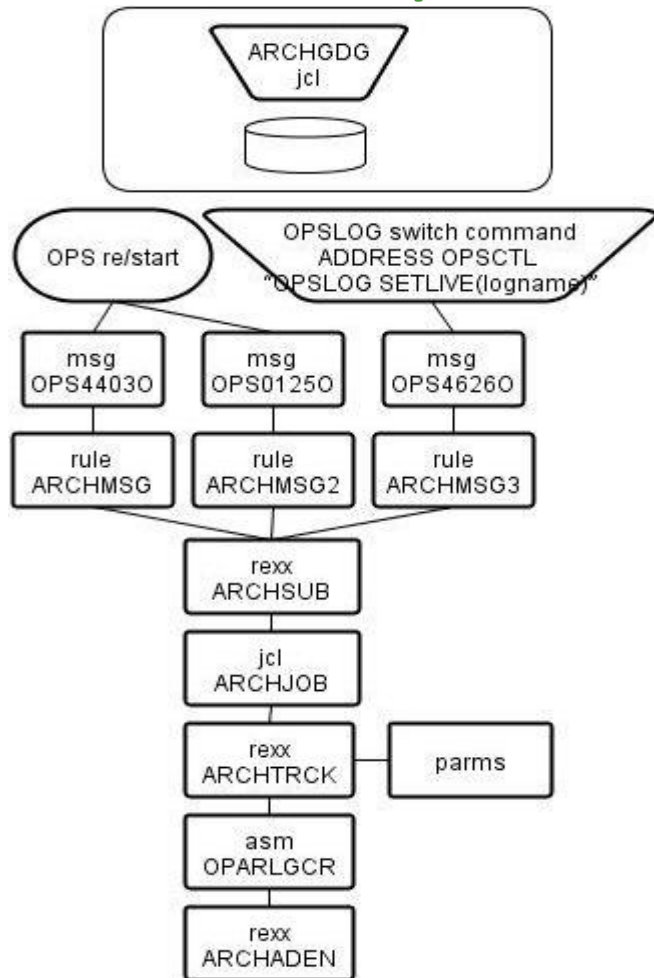 ARCHGDG
jcl
OPS re/start
OPSLOG switch command
ADDRESS OPSCTL
"OPSLOG SETLIVE(logname)"
msg
OPS4403O
msg
OPS0125O
msg
OPS4626O
rule
ARCHMSG
rule
ARCHMSG2
rule
ARCHMSG3
rexx
ARCHSUB
jcl
ARCHJOB
rexx
ARCHTRCK
parms
asm
OPARLGCR
rexx
ARCHADEN